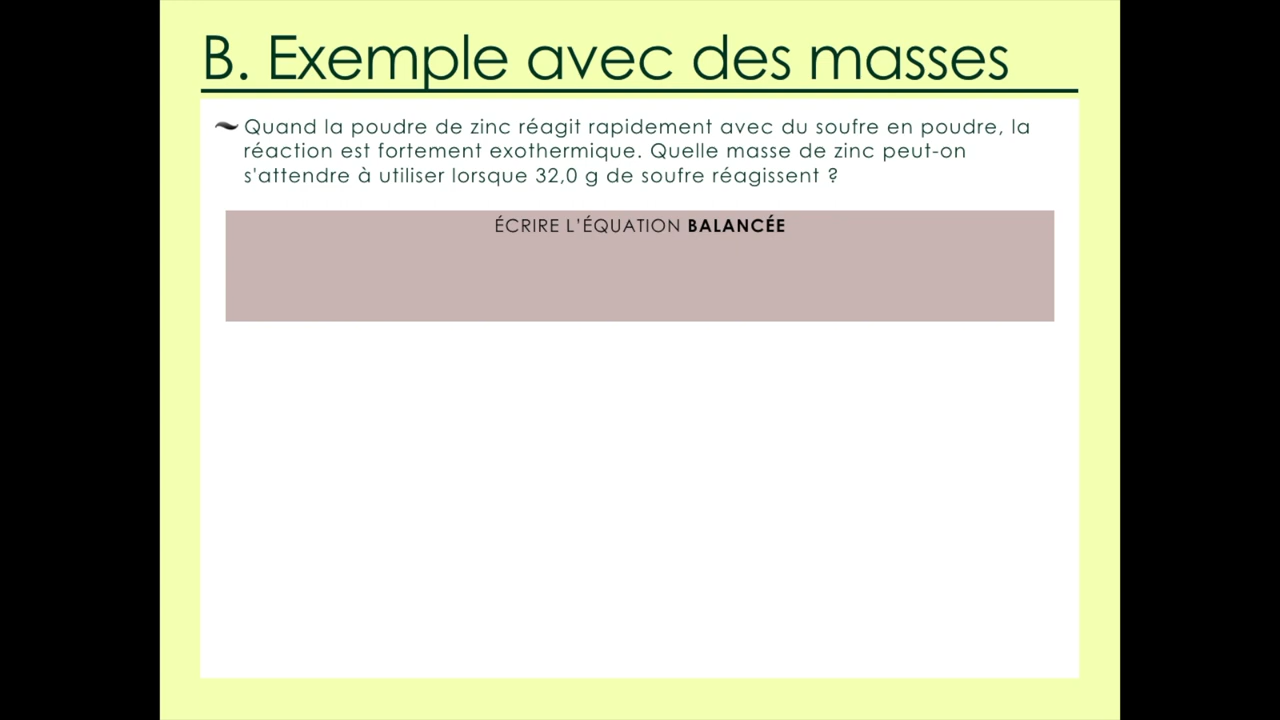 B. Exemple avec des masses
Quand la poudre de zinc réagit rapidement avec du soufre en poudre, la
réaction est fortement exothermique. Quelle masse de zinc peut-on
s'attendre à utiliser lorsque 32,0 g de soufre réagissent ?
ÉCRIRE L'ÉQUATION BALANCÉE